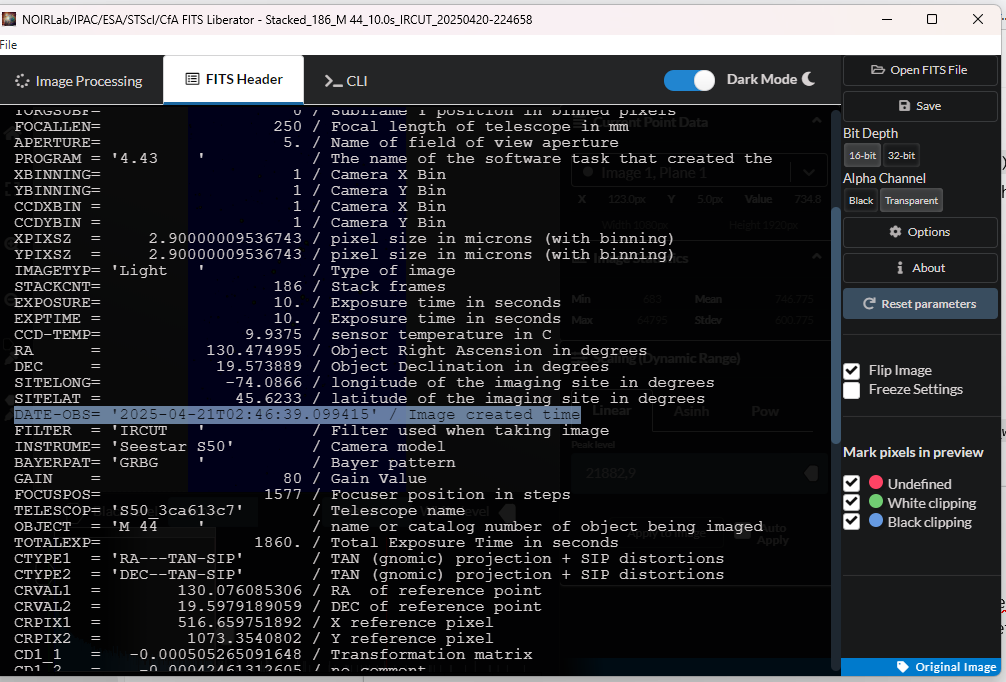 NOIRLab/IPAC/ESA/STScI/CfA FITS Liberator - Stacked_186_M 44_10.0s_IRCUT_20250420-224658
File
Image Processing
FITS Header
CLI
Dark Mode
FOCALLEN= 250 / Focal length of telescope in mm
APERTURE= 5. / Name of field of view aperture
PROGRAM = '4.43 ' / The name of the software task that created the
XBINNING= 1 / Camera X Bin
YBINNING= 1 / Camera Y Bin
CCDXBIN = 1 / Camera X Bin
CCDYBIN = 1 / Camera Y Bin
XPIXSZ = 2.90000009536743 / pixel size in microns (with binning)
YPIXSZ = 2.90000009536743 / pixel size in microns (with binning)
IMAGETYP= 'Light ' / Type of image
STACKCNT= 186 / Stack frames
EXPOSURE= 10. / Exposure time in seconds
EXPTIME = 10. / Exposure time in seconds
CCD-TEMP= 9.9375 / sensor temperature in C
RA = 130.474995 / Object Right Ascension in degrees
DEC = 19.573889 / Object Declination in degrees
SITELONG= -74.0866 / longitude of the imaging site in degrees
SITELAT = 45.6233 / latitude of the imaging site in degrees
DATE-OBS= '2025-04-21T02:46:39.099415' / Image created time
FILTER = 'IRCUT ' / Filter used when taking image
INSTRUME= 'Seestar S50' / Camera model
BAYERPAT= 'GRBG ' / Bayer pattern
GAIN = 80 / Gain Value
FOCUSPOS= 1577 / Focuser position in steps
TELESCOP= 'S50_3ca613c7' / Telescope name
OBJECT = 'M 44 ' / name or catalog number of object being imaged
TOTALEXP= 1860. / Total Exposure Time in seconds
CTYPE1 = 'RA---TAN-SIP' / TAN (gnomic) projection + SIP distortions
CTYPE2 = 'DEC--TAN-SIP' / TAN (gnomic) projection + SIP distortions
CRVAL1 = 130.076085306 / RA of reference point
CRVAL2 = 19.5979189059 / DEC of reference point
CRPIX1 = 516.659751892 / X reference pixel
CRPIX2 = 1073.3540802 / Y reference pixel
CD1_1 = -0.000505265091648 / Transformation matrix
CD1_2 = -0.00042461312605 / no comment
Open FITS File
Save
Bit Depth
16-bit 32-bit
Alpha Channel
Black Transparent
Options
About
Reset parameters
Flip Image
Freeze Settings
Mark pixels in preview
Undefined
White clipping
Black clipping
Original Image